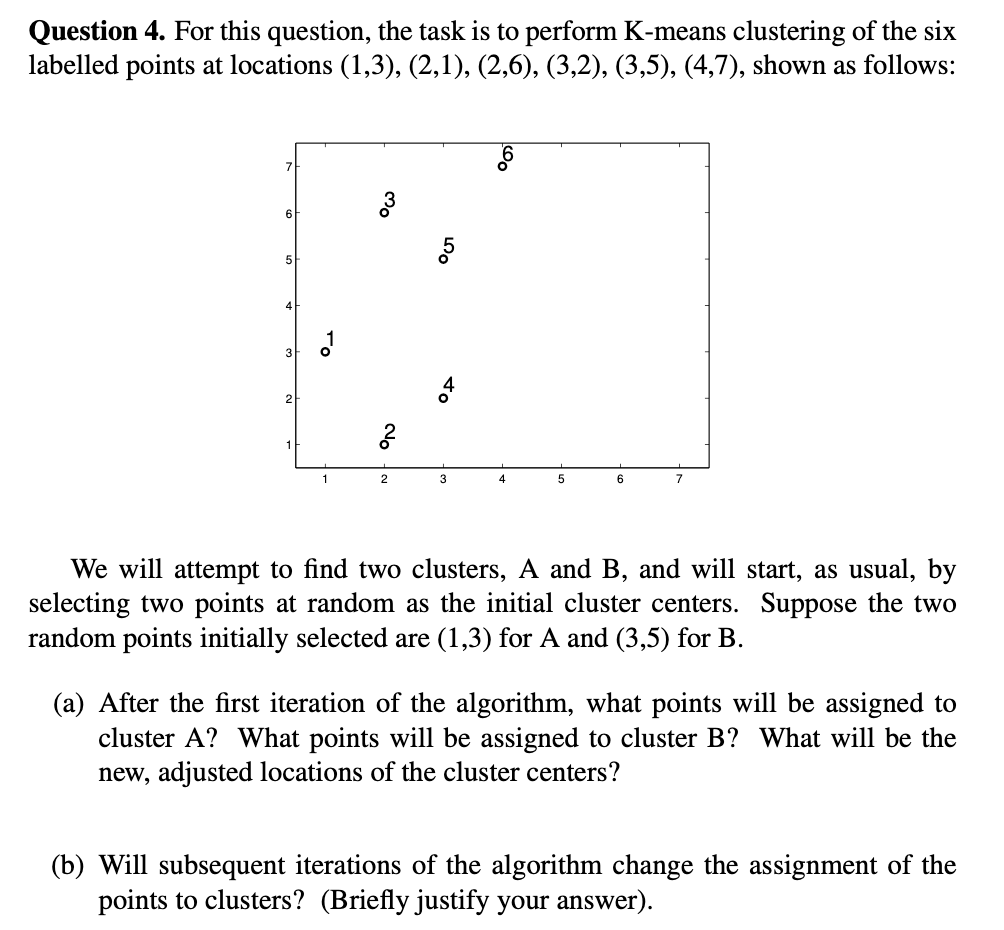 Question 4. For this question, the task is to perform K-means clustering of the six
labelled points at locations (1,3), (2,1), (2,6), (3,2), (3,5), (4,7), shown as follows:
7
6
5
4
3
2
1
1 2 3 4 5 6 7
6
3
5
1
4
2
We will attempt to find two clusters, A and B, and will start, as usual, by
selecting two points at random as the initial cluster centers. Suppose the two
random points initially selected are (1,3) for A and (3,5) for B.
(a) After the first iteration of the algorithm, what points will be assigned to
cluster A? What points will be assigned to cluster B? What will be the
new, adjusted locations of the cluster centers?
(b) Will subsequent iterations of the algorithm change the assignment of the
points to clusters? (Briefly justify your answer).